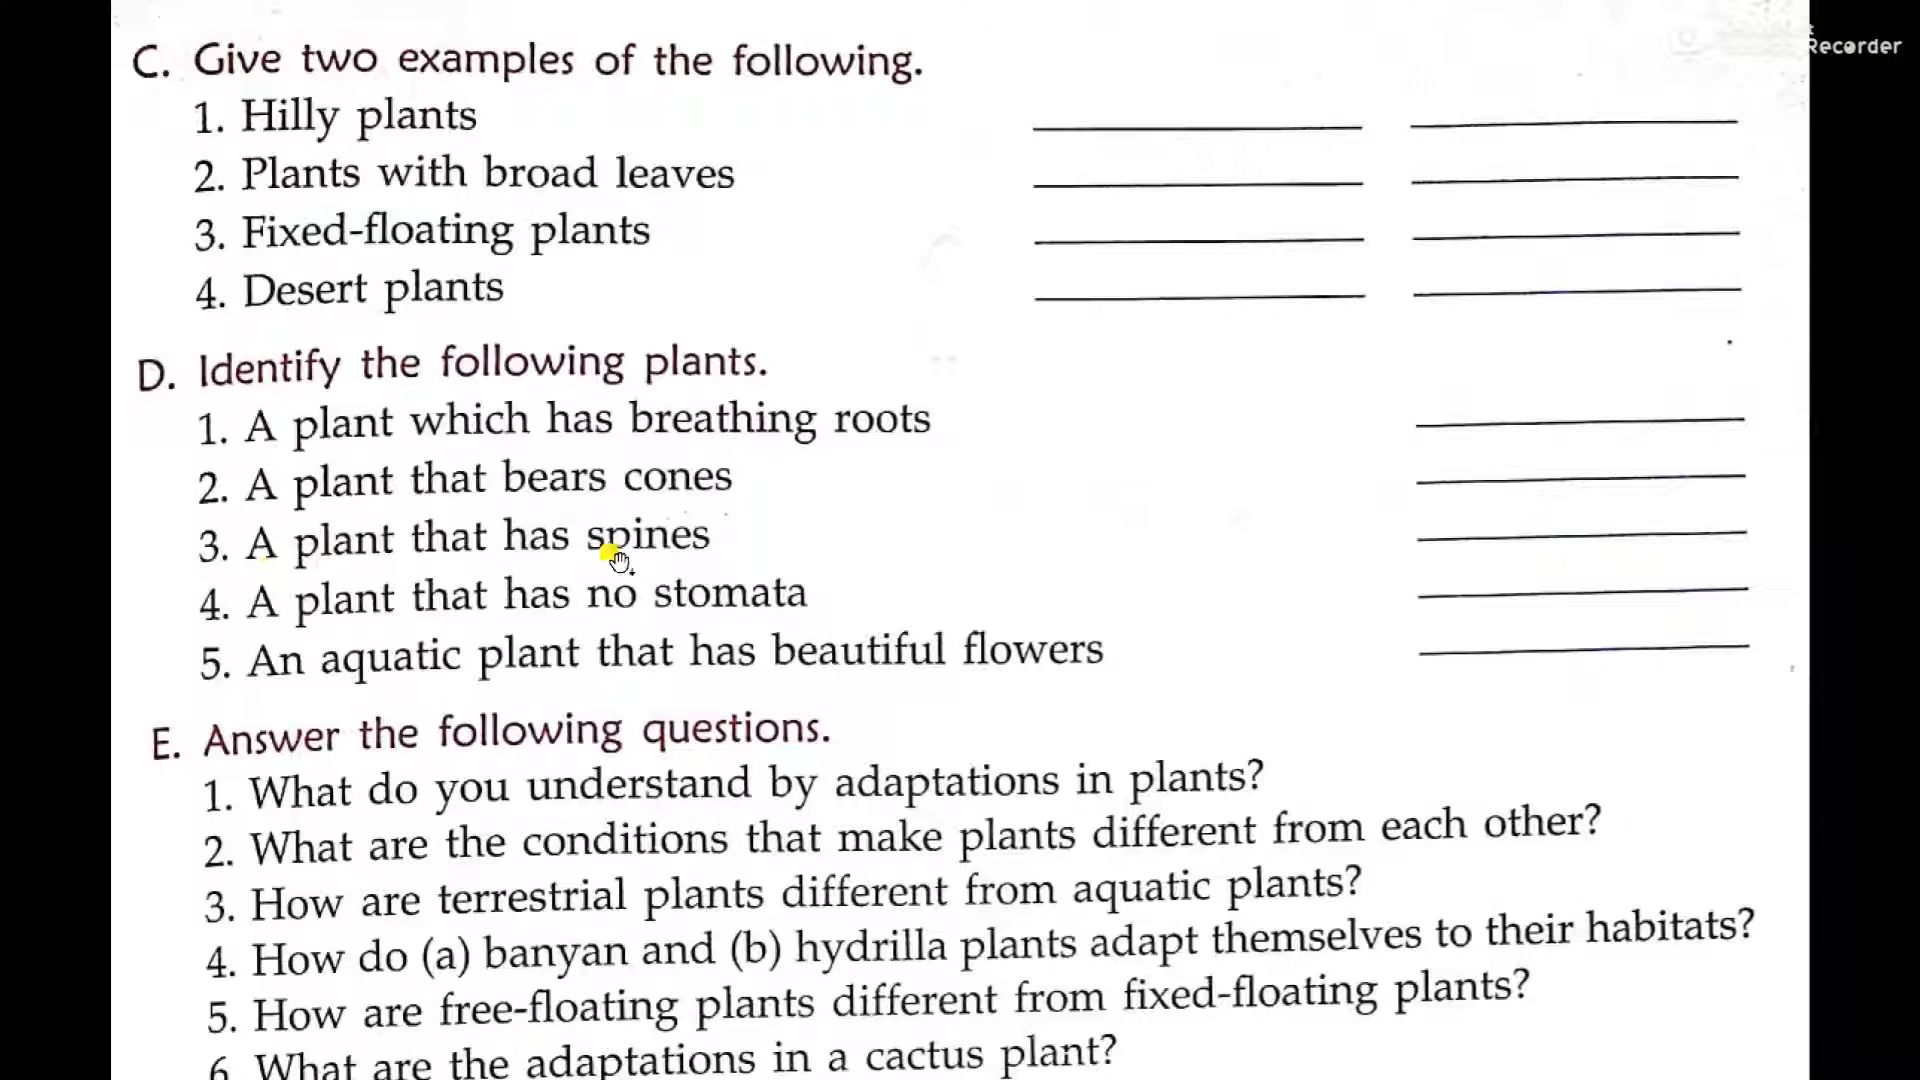 Recorder
C. Give two examples of the following.
1. Hilly plants
2. Plants with broad leaves
3. Fixed-floating plants
4. Desert plants
D. Identify the following plants.
1. A plant which has breathing roots
2. A plant that bears cones
3. A plant that has spines
4. A plant that has no stomata
5. An aquatic plant that has beautiful flowers
E. Answer the following questions.
1. What do you understand by adaptations in plants?
2. What are the conditions that make plants different from each other?
3. How are terrestrial plants different from aquatic plants?
4. How do (a) banyan and (b) hydrilla plants adapt themselves to their habitats?
5. How are free-floating plants different from fixed-floating plants?
6. What are the adaptations in a cactus plant?